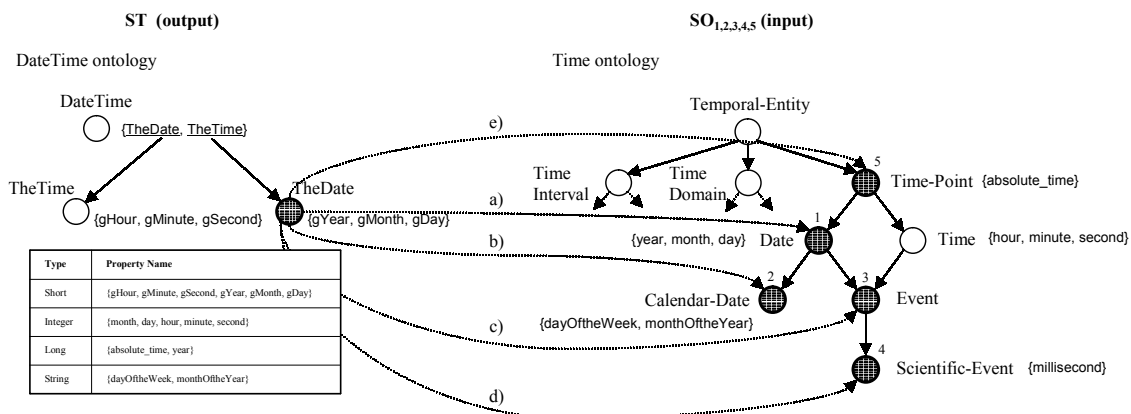 ST (output)
SO1,2,3,4,5 (input)
DateTime ontology
Time ontology
DateTime
{TheDate, TheTime}
Temporal-Entity
e)
TheTime
{gHour, gMinute, gSecond}
TheDate
{gYear, gMonth, gDay}
Time
Interval
Time
Domain
5
Time-Point {absolute_time}
a)
1
{year, month, day} Date
Time {hour, minute, second}
b)
2
Calendar-Date
{dayOftheWeek, monthOftheYear}
3
Event
c)
4
Scientific-Event {millisecond}
d)
Type Property Name
Short {gHour, gMinute, gSecond, gYear, gMonth, gDay}
Integer {month, day, hour, minute, second}
Long {absolute_time, year}
String {dayOftheWeek, monthOftheYear}